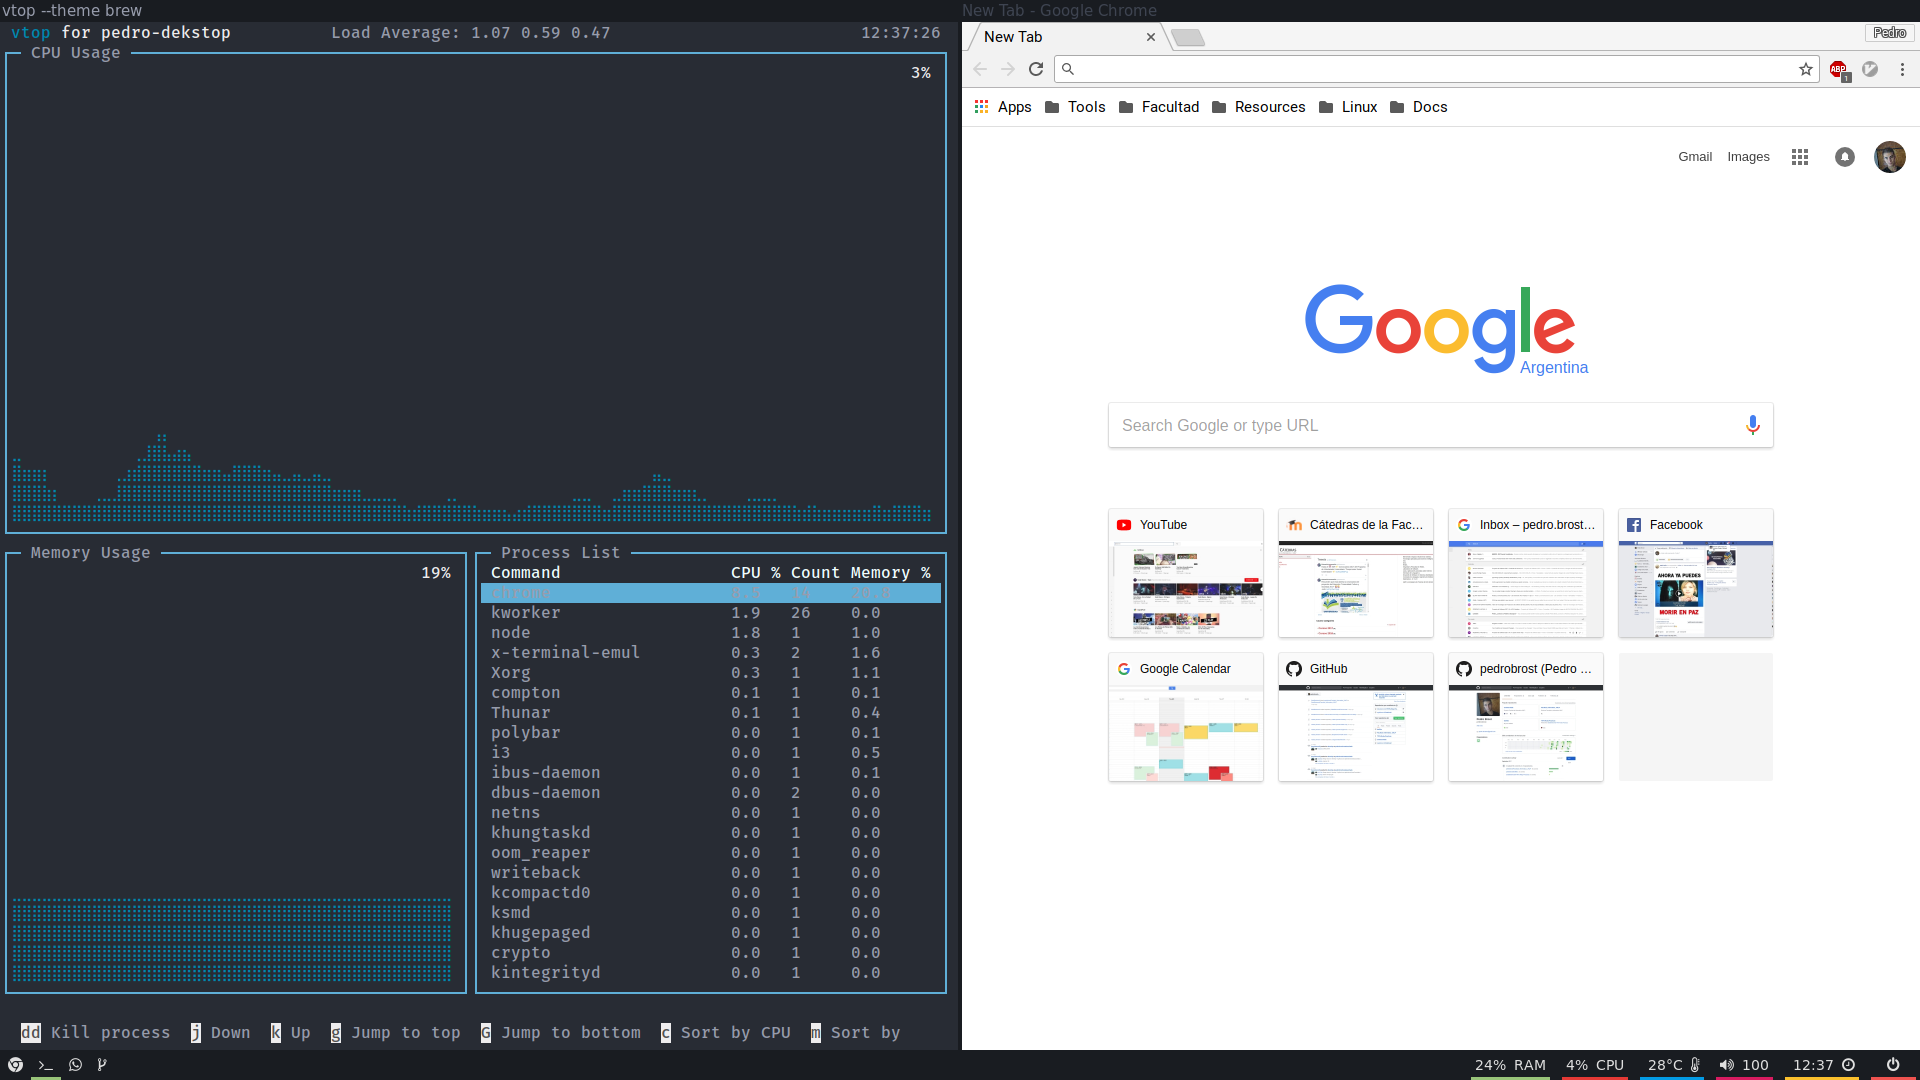 vtop --theme brew
vtop for pedro-dekstop Load Average: 1.07 0.59 0.47 12:37:26
CPU Usage
3%
Memory Usage
19%
Process List
Command CPU % Count Memory %
chrome
kworker 1.9 26 0.0
node 1.8 1 1.0
x-terminal-emul 0.3 2 1.6
Xorg 0.3 1 1.1
compton 0.1 1 0.1
Thunar 0.1 1 0.4
polybar 0.0 1 0.1
i3 0.0 1 0.5
ibus-daemon 0.0 1 0.1
dbus-daemon 0.0 2 0.0
netns 0.0 1 0.0
khungtaskd 0.0 1 0.0
oom_reaper 0.0 1 0.0
writeback 0.0 1 0.0
kcompactd0 0.0 1 0.0
ksmd 0.0 1 0.0
khugepaged 0.0 1 0.0
crypto 0.0 1 0.0
kintegrityd 0.0 1 0.0
dd Kill process j Down k Up g Jump to top G Jump to bottom c Sort by CPU m Sort by
New Tab - Google Chrome
New Tab
Pedro
ABP 1
Apps Tools Facultad Resources Linux Docs
Gmail Images
Google
Argentina
Search Google or type URL
YouTube
Cátedras de la Fac...
Inbox – pedro.brost...
Facebook
AHORA YA PUEDES
MORIR EN PAZ
Google Calendar
GitHub
pedrobrost (Pedro ...
24% RAM 4% CPU 28°C 100 12:37